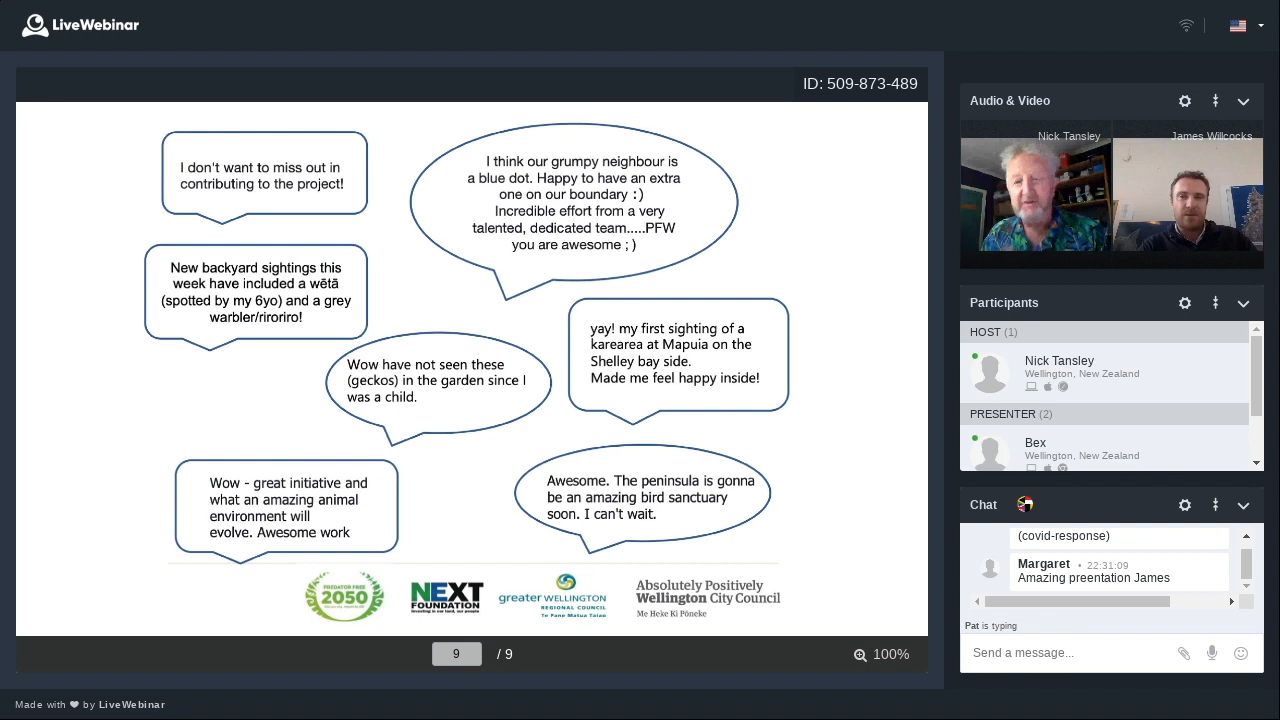 LiveWebinar
ID: 509-873-489
I don't want to miss out in
contributing to the project!
I think our grumpy neighbour is
a blue dot. Happy to have an extra
one on our boundary :)
Incredible effort from a very
talented, dedicated team.....PFW
you are awesome ; )
New backyard sightings this
week have included a wētā
(spotted by my 6yo) and a grey
warbler/riroriro!
Wow have not seen these
(geckos) in the garden since I
was a child.
yay! my first sighting of a
karearea at Mapuia on the
Shelley bay side.
Made me feel happy inside!
Wow - great initiative and
what an amazing animal
environment will
evolve. Awesome work
Awesome. The peninsula is gonna
be an amazing bird sanctuary
soon. I can't wait.
PREDATOR FREE
2050
NEXT
FOUNDATION
Investing in our land, our people
greater WELLINGTON
REGIONAL COUNCIL
Te Pane Matua Taiao
Absolutely Positively
Wellington City Council
Me Heke Ki Pōneke
9 / 9
100%
Audio & Video
Nick Tansley
James Willcocks
Participants
HOST (1)
Nick Tansley
Wellington, New Zealand
PRESENTER (2)
Bex
Wellington, New Zealand
Chat
(covid-response)
Margaret • 22:31:09
Amazing preentation James
Pat is typing
Send a message...
Made with ❤ by LiveWebinar